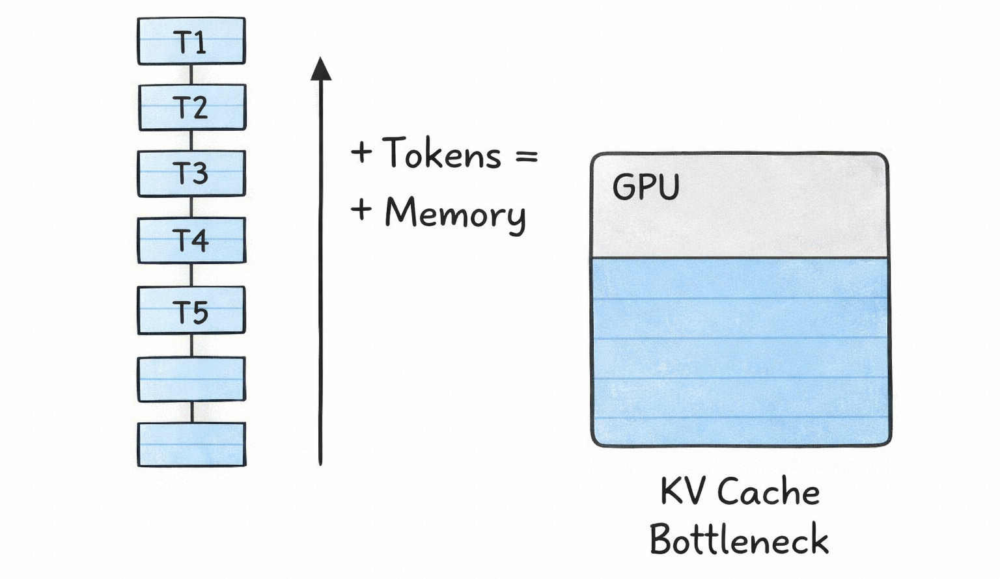 T1
T2
T3
T4
T5
+ Tokens =
+ Memory
GPU
KV Cache
Bottleneck